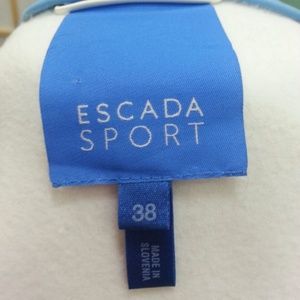 ESCADA
SPORT
38
MADE IN
SLOVENIA